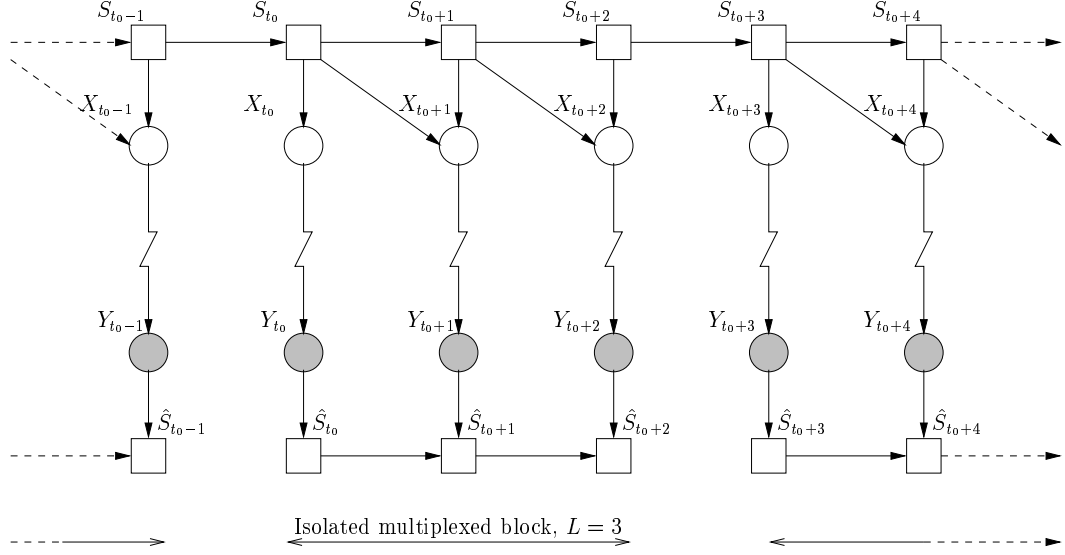 S_{t_0−1} S_{t_0} S_{t_0+1} S_{t_0+2} S_{t_0+3} S_{t_0+4}
X_{t_0−1} X_{t_0} X_{t_0+1} X_{t_0+2} X_{t_0+3} X_{t_0+4}
Y_{t_0−1} Y_{t_0} Y_{t_0+1} Y_{t_0+2} Y_{t_0+3} Y_{t_0+4}
Ŝ_{t_0−1} Ŝ_{t_0} Ŝ_{t_0+1} Ŝ_{t_0+2} Ŝ_{t_0+3} Ŝ_{t_0+4}
Isolated multiplexed block, L = 3